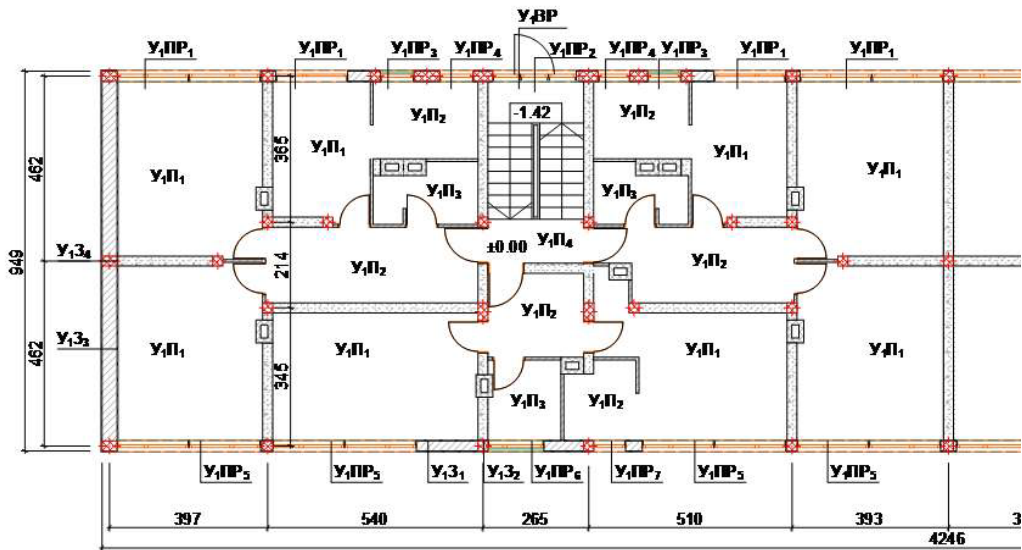 У₁ВР
У₁ПР₁ У₁ПР₁ У₁ПР₃ У₁ПР₄ У₁ПР₂ У₁ПР₄ У₁ПР₃ У₁ПР₁ У₁ПР₁
-1.42
У₁П₂ У₁П₂
У₁П₁ У₁П₁
365
462
У₁П₁ У₁П₃ У₁П₃ У₁П₁
У₁З₄ ±0.00 У₁П₄
949 214 У₁П₂ У₁П₂
У₁П₂
У₁З₃ У₁П₁ У₁П₁ У₁П₁ У₁П₁
462 345
У₁П₃ У₁П₂
У₁ПР₅ У₁ПР₅ У₁З₁ У₁З₂ У₁ПР₆ У₁ПР₇ У₁ПР₅ У₁ПР₅
397 540 265 510 393 3
4246